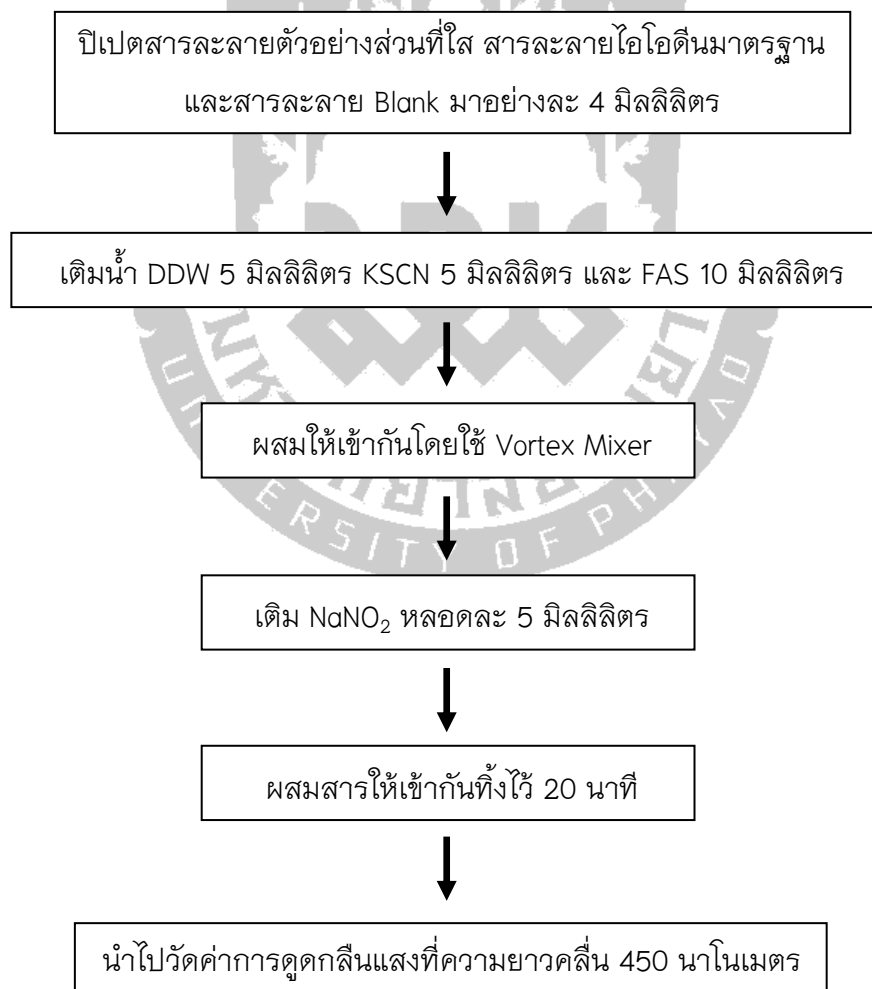 ปิเปตสารละลายตัวอย่างส่วนที่ใส สารละลายไอโอดีนมาตรฐาน
และสารละลาย Blank มาอย่างละ 4 มิลลิลิตร
เติมน้ำ DDW 5 มิลลิลิตร KSCN 5 มิลลิลิตร และ FAS 10 มิลลิลิตร
ผสมให้เข้ากันโดยใช้ Vortex Mixer
เติม NaNO₂ หลอดละ 5 มิลลิลิตร
ผสมสารให้เข้ากันทิ้งไว้ 20 นาที
นำไปวัดค่าการดูดกลืนแสงที่ความยาวคลื่น 450 นาโนเมตร